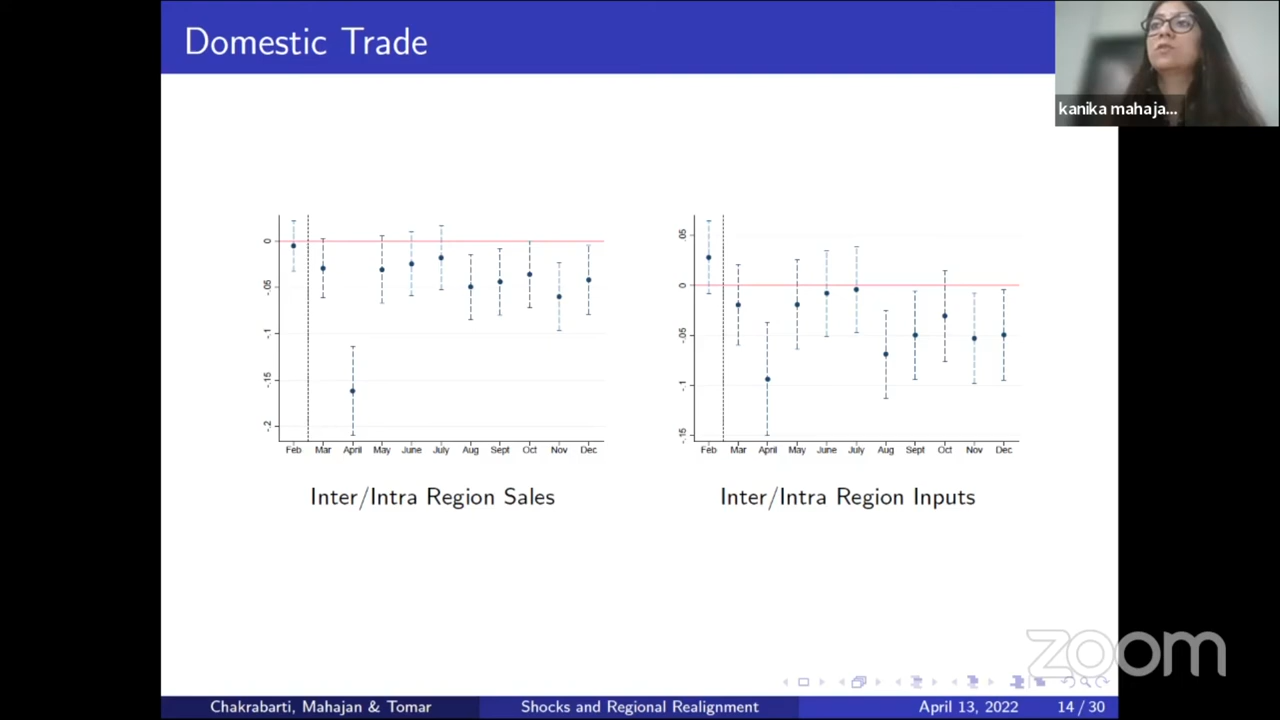 Domestic Trade
kanika mahaja...
0
-.05
-.1
-.15
-.2
Feb Mar April May June July Aug Sept Oct Nov Dec
Inter/Intra Region Sales
.05
0
-.05
-.1
-.15
Feb Mar April May June July Aug Sept Oct Nov Dec
Inter/Intra Region Inputs
zoom
Chakrabarti, Mahajan & Tomar Shocks and Regional Realignment April 13, 2022 14 / 30